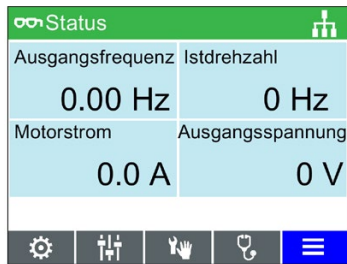 Status
Ausgangsfrequenz Istdrehzahl
0.00 Hz 0 Hz
Motorstrom Ausgangsspannung
0.0 A 0 V